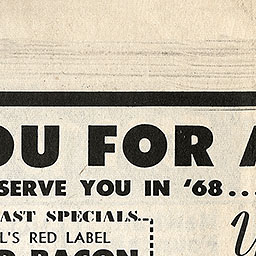 OU FOR A
SERVE YOU IN '68...
AST SPECIALS--
L'S RED LABEL
D BACON